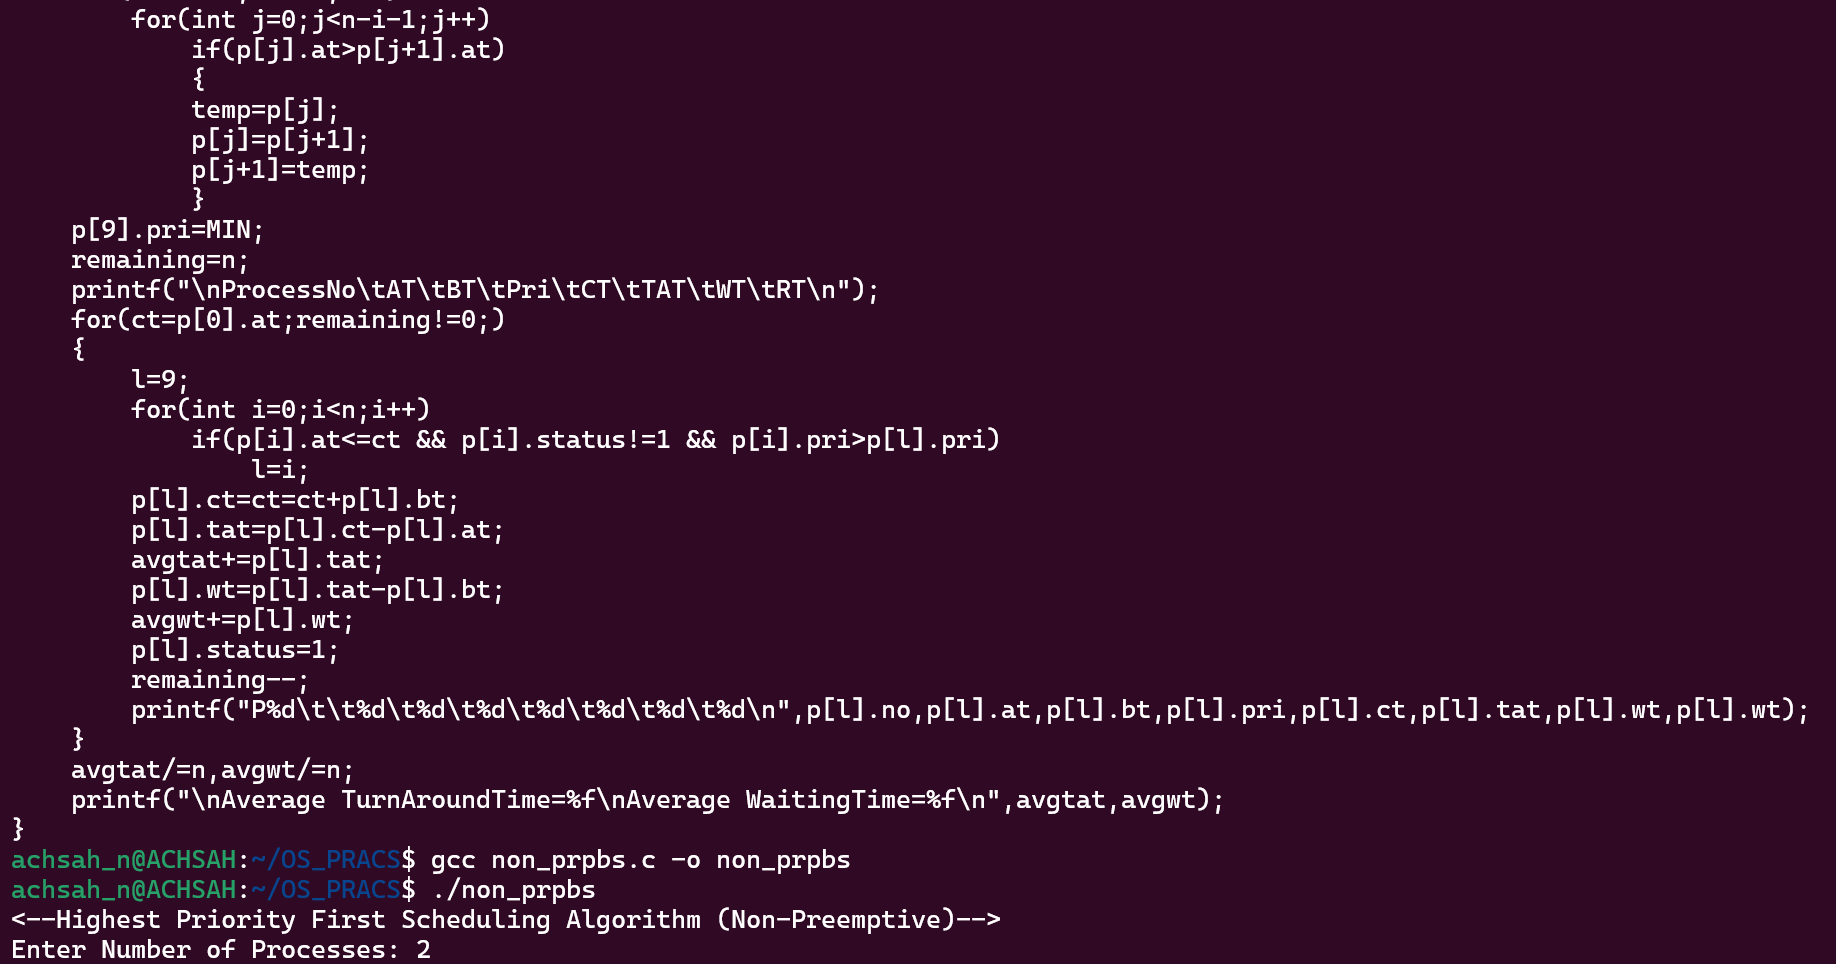 for(int j=0;j<n-i-1;j++)
if(p[j].at>p[j+1].at)
{
temp=p[j];
p[j]=p[j+1];
p[j+1]=temp;
}
p[9].pri=MIN;
remaining=n;
printf("\nProcessNo\tAT\tBT\tPri\tCT\tTAT\tWT\tRT\n");
for(ct=p[0].at;remaining!=0;)
{
l=9;
for(int i=0;i<n;i++)
if(p[i].at<=ct && p[i].status!=1 && p[i].pri>p[l].pri)
l=i;
p[l].ct=ct=ct+p[l].bt;
p[l].tat=p[l].ct-p[l].at;
avgtat+=p[l].tat;
p[l].wt=p[l].tat-p[l].bt;
avgwt+=p[l].wt;
p[l].status=1;
remaining--;
printf("P%d\t\t%d\t%d\t%d\t%d\t%d\t%d\t%d\n",p[l].no,p[l].at,p[l].bt,p[l].pri,p[l].ct,p[l].tat,p[l].wt,p[l].wt);
}
avgtat/=n,avgwt/=n;
printf("\nAverage TurnAroundTime=%f\nAverage WaitingTime=%f\n",avgtat,avgwt);
}
achsah_n@ACHSAH:~/OS_PRACS$ gcc non_prpbs.c -o non_prpbs
achsah_n@ACHSAH:~/OS_PRACS$ ./non_prpbs
<--Highest Priority First Scheduling Algorithm (Non-Preemptive)-->
Enter Number of Processes: 2